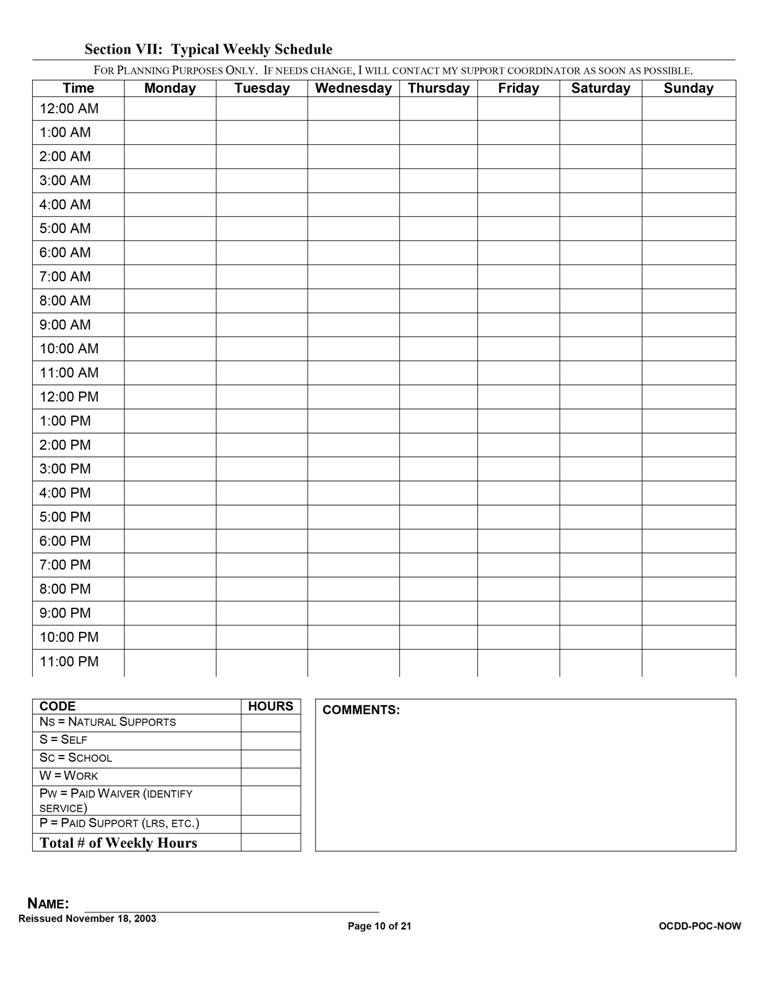 Section VII: Typical Weekly Schedule
FOR PLANNING PURPOSES ONLY. IF NEEDS CHANGE, I WILL CONTACT MY SUPPORT COORDINATOR AS SOON AS POSSIBLE.
Time Monday Tuesday Wednesday Thursday Friday Saturday Sunday
12:00 AM
1:00 AM
2:00 AM
3:00 AM
4:00 AM
5:00 AM
6:00 AM
7:00 AM
8:00 AM
9:00 AM
10:00 AM
11:00 AM
12:00 PM
1:00 PM
2:00 PM
3:00 PM
4:00 PM
5:00 PM
6:00 PM
7:00 PM
8:00 PM
9:00 PM
10:00 PM
11:00 PM
CODE HOURS
NS = NATURAL SUPPORTS
S = SELF
SC = SCHOOL
W = WORK
PW = PAID WAIVER (IDENTIFY
SERVICE)
P = PAID SUPPORT (LRS, ETC.)
Total # of Weekly Hours
COMMENTS:
NAME:
Reissued November 18, 2003
Page 10 of 21
OCDD-POC-NOW